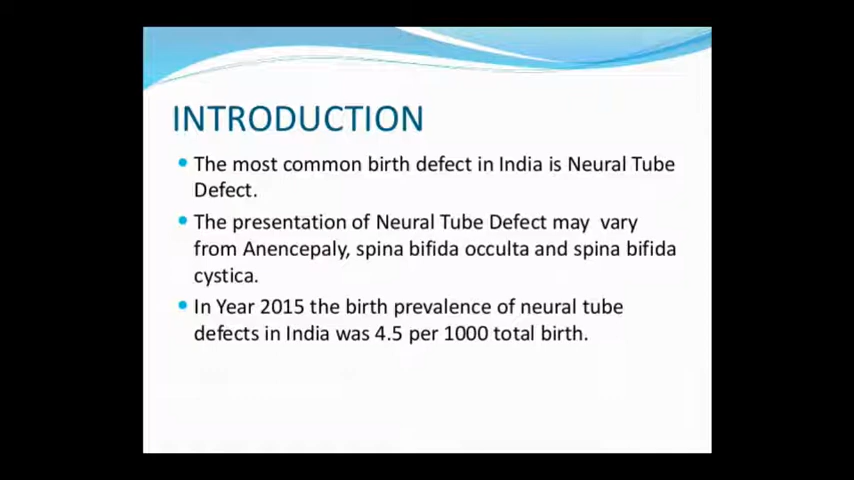 INTRODUCTION
• The most common birth defect in India is Neural Tube
Defect.
• The presentation of Neural Tube Defect may vary
from Anencepaly, spina bifida occulta and spina bifida
cystica.
• In Year 2015 the birth prevalence of neural tube
defects in India was 4.5 per 1000 total birth.